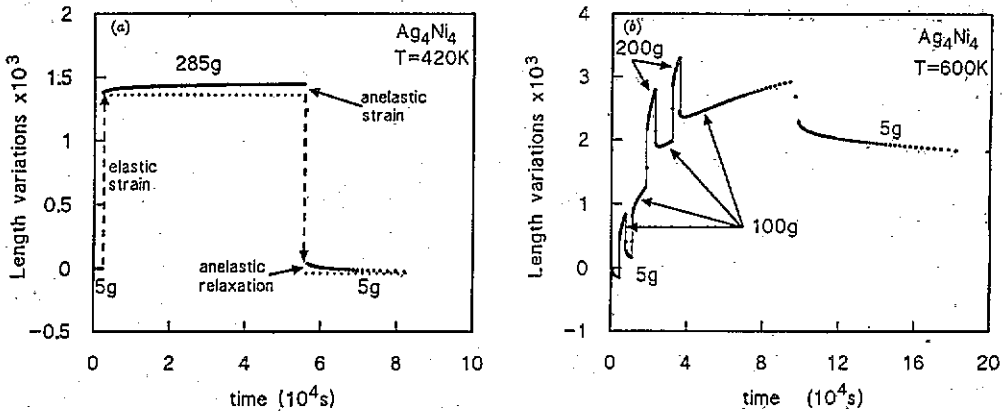 (a)
Ag4Ni4
T=420K
285g
anelastic
strain
elastic
strain
anelastic
relaxation
5g
5g
Length variations x10^3
2
1.5
1
0.5
0
-0.5
0
2
4
6
8
10
time (10^4s)
(b)
Ag4Ni4
T=600K
200g
5g
100g
5g
Length variations x10^3
4
3
2
1
0
-1
0
4
8
12
16
20
time (10^4s)